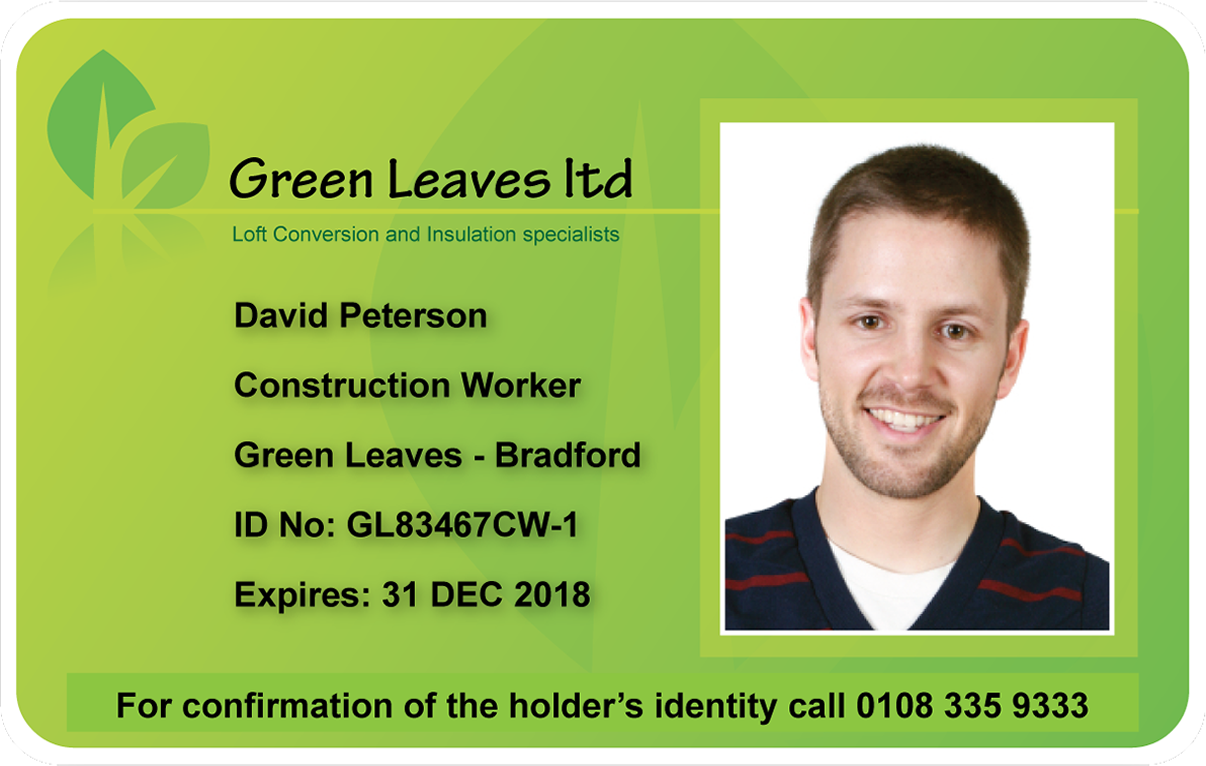 Green Leaves ltd
Loft Conversion and Insulation specialists
David Peterson
Construction Worker
Green Leaves - Bradford
ID No: GL83467CW-1
Expires: 31 DEC 2018
For confirmation of the holder’s identity call 0108 335 9333